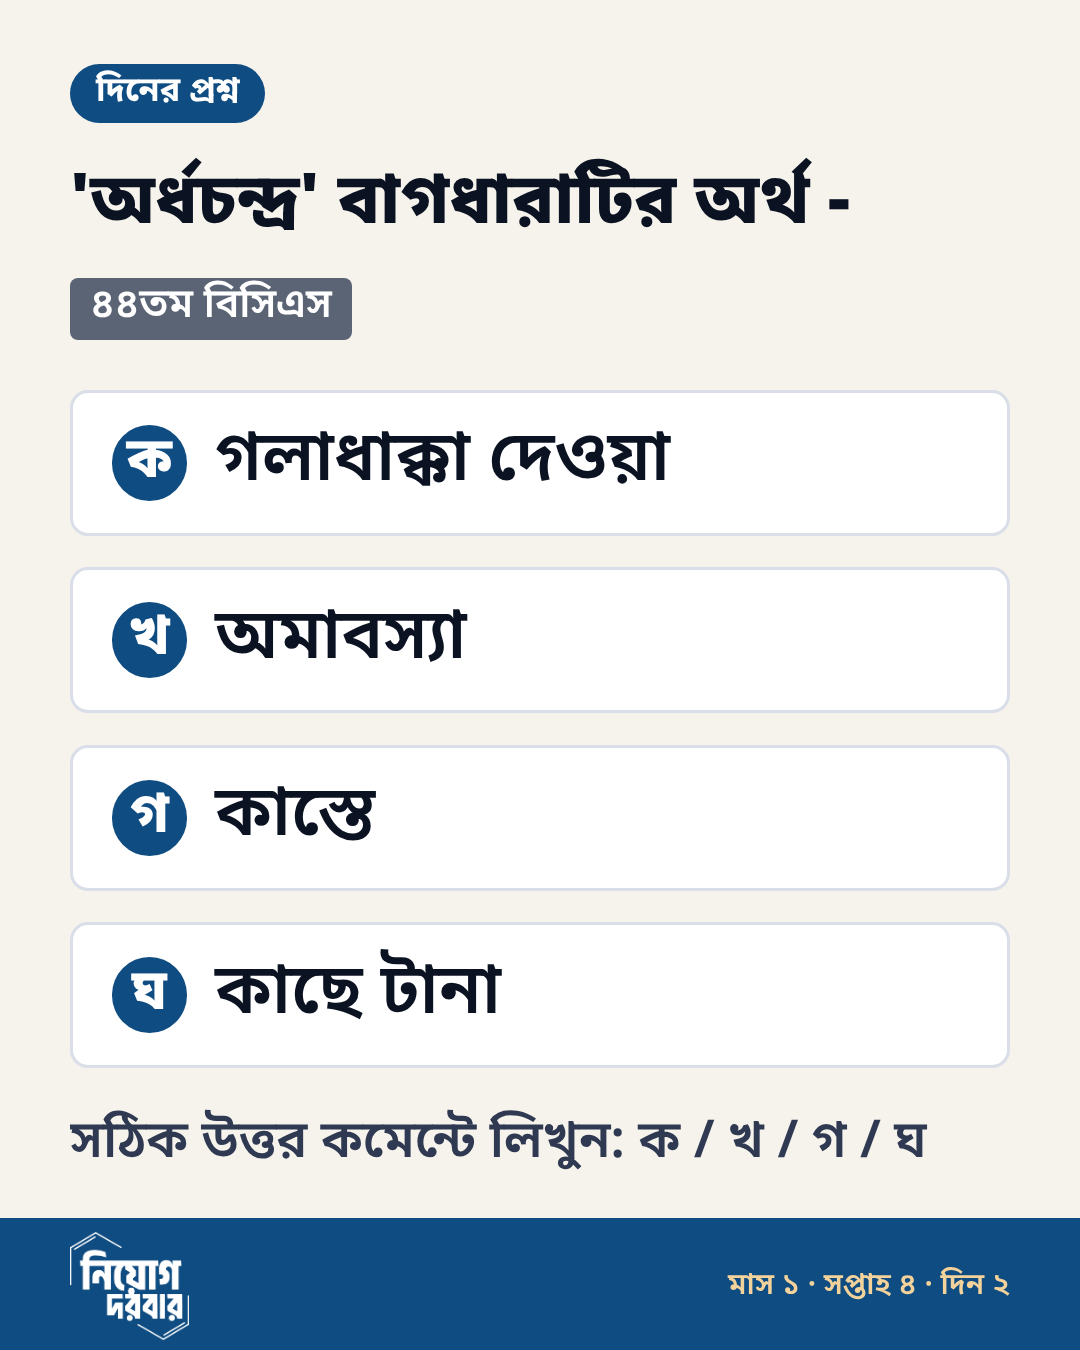 দিনের প্রশ্ন
'অর্ধচন্দ্র' বাগধারাটির অর্থ -
৪৪তম বিসিএস
ক গলাধাক্কা দেওয়া
খ অমাবস্যা
গ কাস্তে
ঘ কাছে টানা
সঠিক উত্তর কমেন্টে লিখুন: ক / খ / গ / ঘ
নিয়োগ
দরবার
মাস ১ · সপ্তাহ ৪ · দিন ২